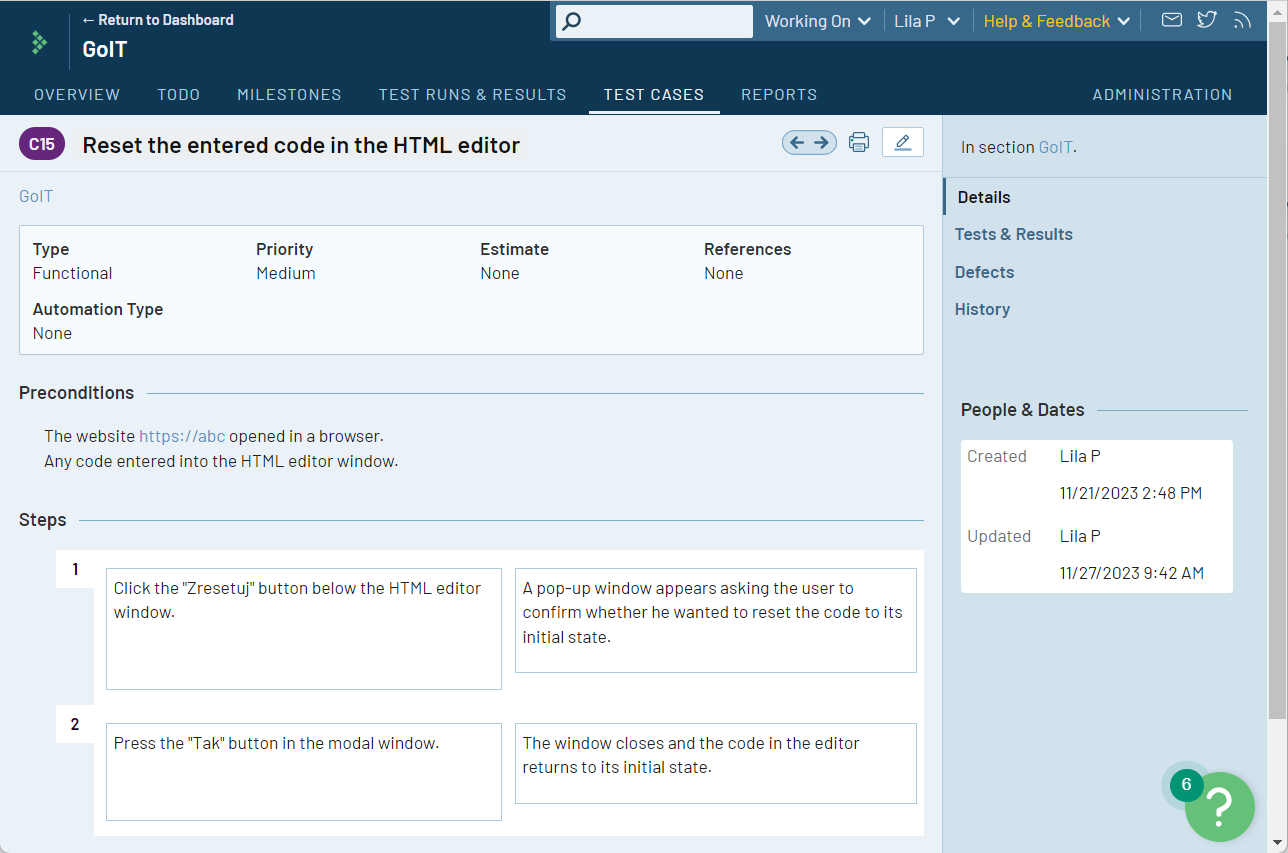 ← Return to Dashboard
GoIT
Working On
Lila P
Help & Feedback
OVERVIEW
TODO
MILESTONES
TEST RUNS & RESULTS
TEST CASES
REPORTS
ADMINISTRATION
C15
Reset the entered code in the HTML editor
In section GoIT.
GoIT
Details
Tests & Results
Defects
History
Type
Functional
Priority
Medium
Estimate
None
References
None
Automation Type
None
Preconditions
The website https://abc opened in a browser.
Any code entered into the HTML editor window.
People & Dates
Created
Lila P
11/21/2023 2:48 PM
Updated
Lila P
11/27/2023 9:42 AM
Steps
1
Click the "Zresetuj" button below the HTML editor
window.
A pop-up window appears asking the user to
confirm whether he wanted to reset the code to its
initial state.
2
Press the "Tak" button in the modal window.
The window closes and the code in the editor
returns to its initial state.
6
?